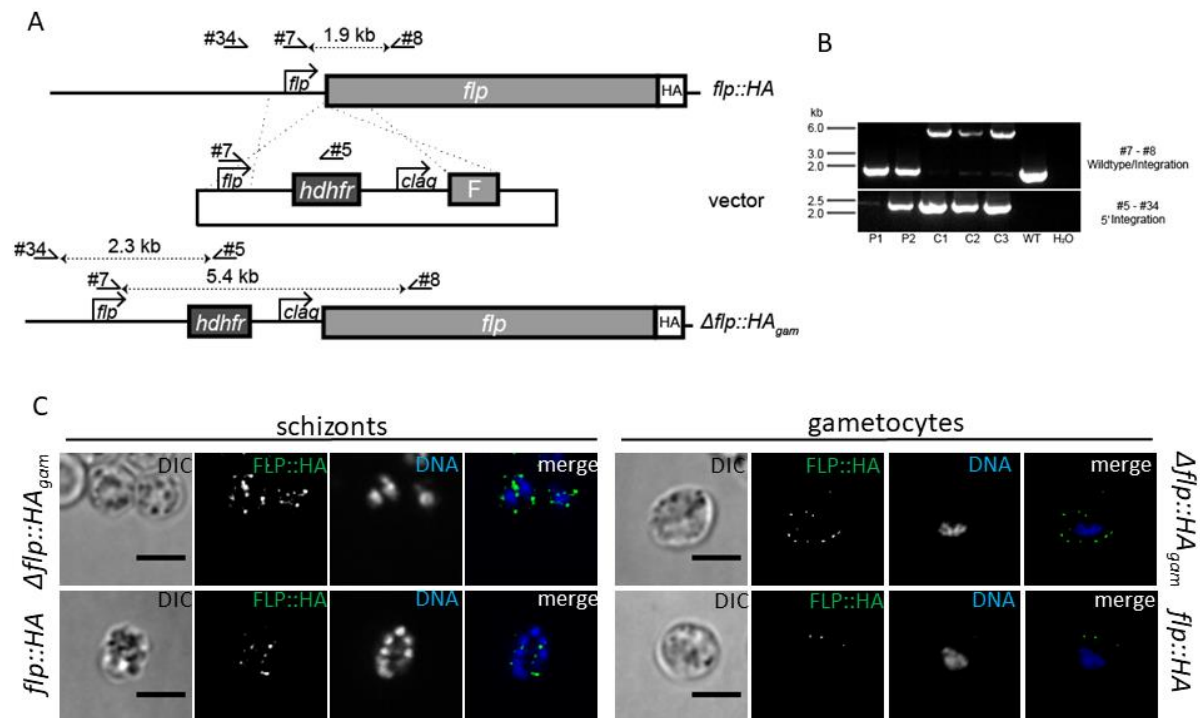 A
#34 #7 1.9 kb #8
flp flp HA flp::HA
#7 #5
flp hdhfr claq F
vector
#34 2.3 kb #5
#7 5.4 kb #8
flp hdhfr claq flp HA Δflp::HAgam
B
kb
6.0
3.0
2.0
#7 - #8
Wildtype/Integration
2.5
2.0
#5 - #34
5' Integration
P1 P2 C1 C2 C3 WT H₂O
C
schizonts
gametocytes
Δflp::HAgam
DIC FLP::HA DNA merge
DIC FLP::HA DNA merge
Δflp::HAgam
flp::HA
DIC FLP::HA DNA merge
DIC FLP::HA DNA merge
flp::HA